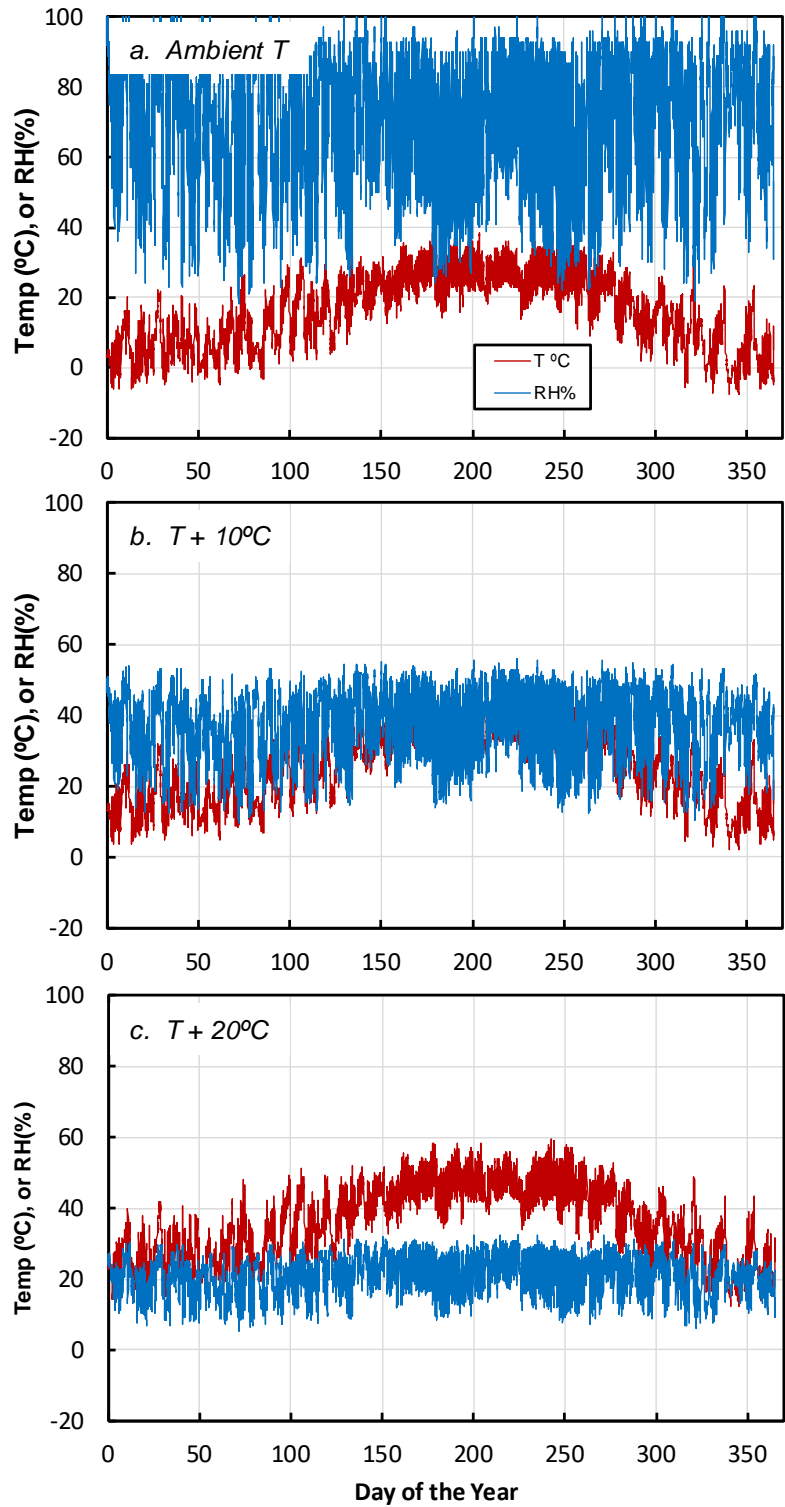 a. Ambient T
100
80
60
40
20
0
-20
Temp (ºC), or RH(%)
T ºC
RH%
0 50 100 150 200 250 300 350
b. T + 10ºC
100
80
60
40
20
0
-20
Temp (ºC), or RH(%)
0 50 100 150 200 250 300 350
c. T + 20ºC
100
80
60
40
20
0
-20
Temp (ºC), or RH(%)
0 50 100 150 200 250 300 350
Day of the Year